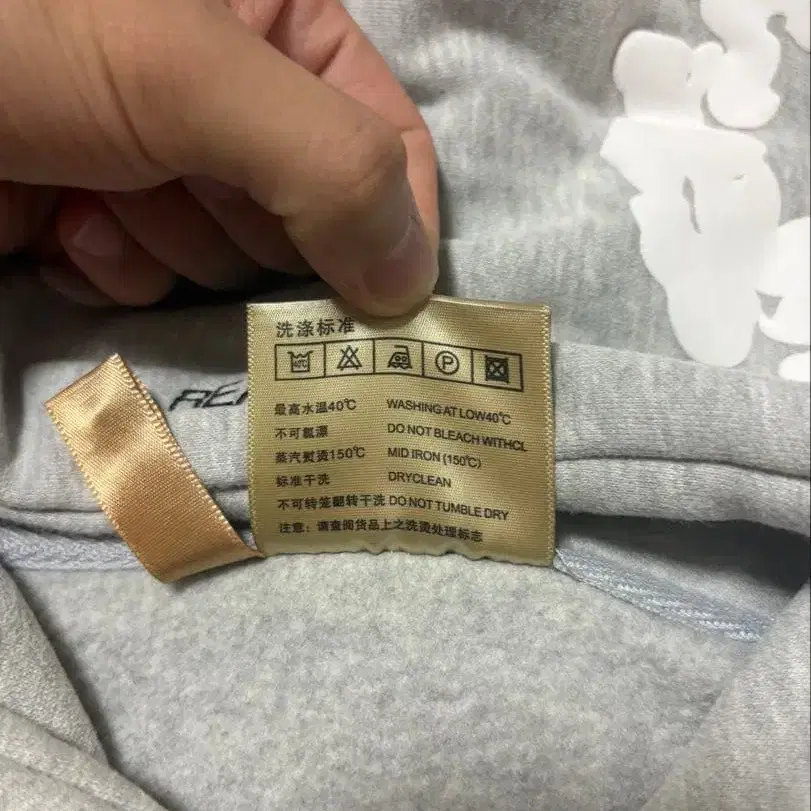 洗涤标准
40℃ P
最高水温40℃ WASHING AT LOW40℃
不可氯漂 DO NOT BLEACH WITHCL
蒸汽熨烫150℃ MID IRON (150℃)
标准干洗 DRYCLEAN
不可转笼翻转干洗 DO NOT TUMBLE DRY
注意：请查阅货品上之洗烫处理标志